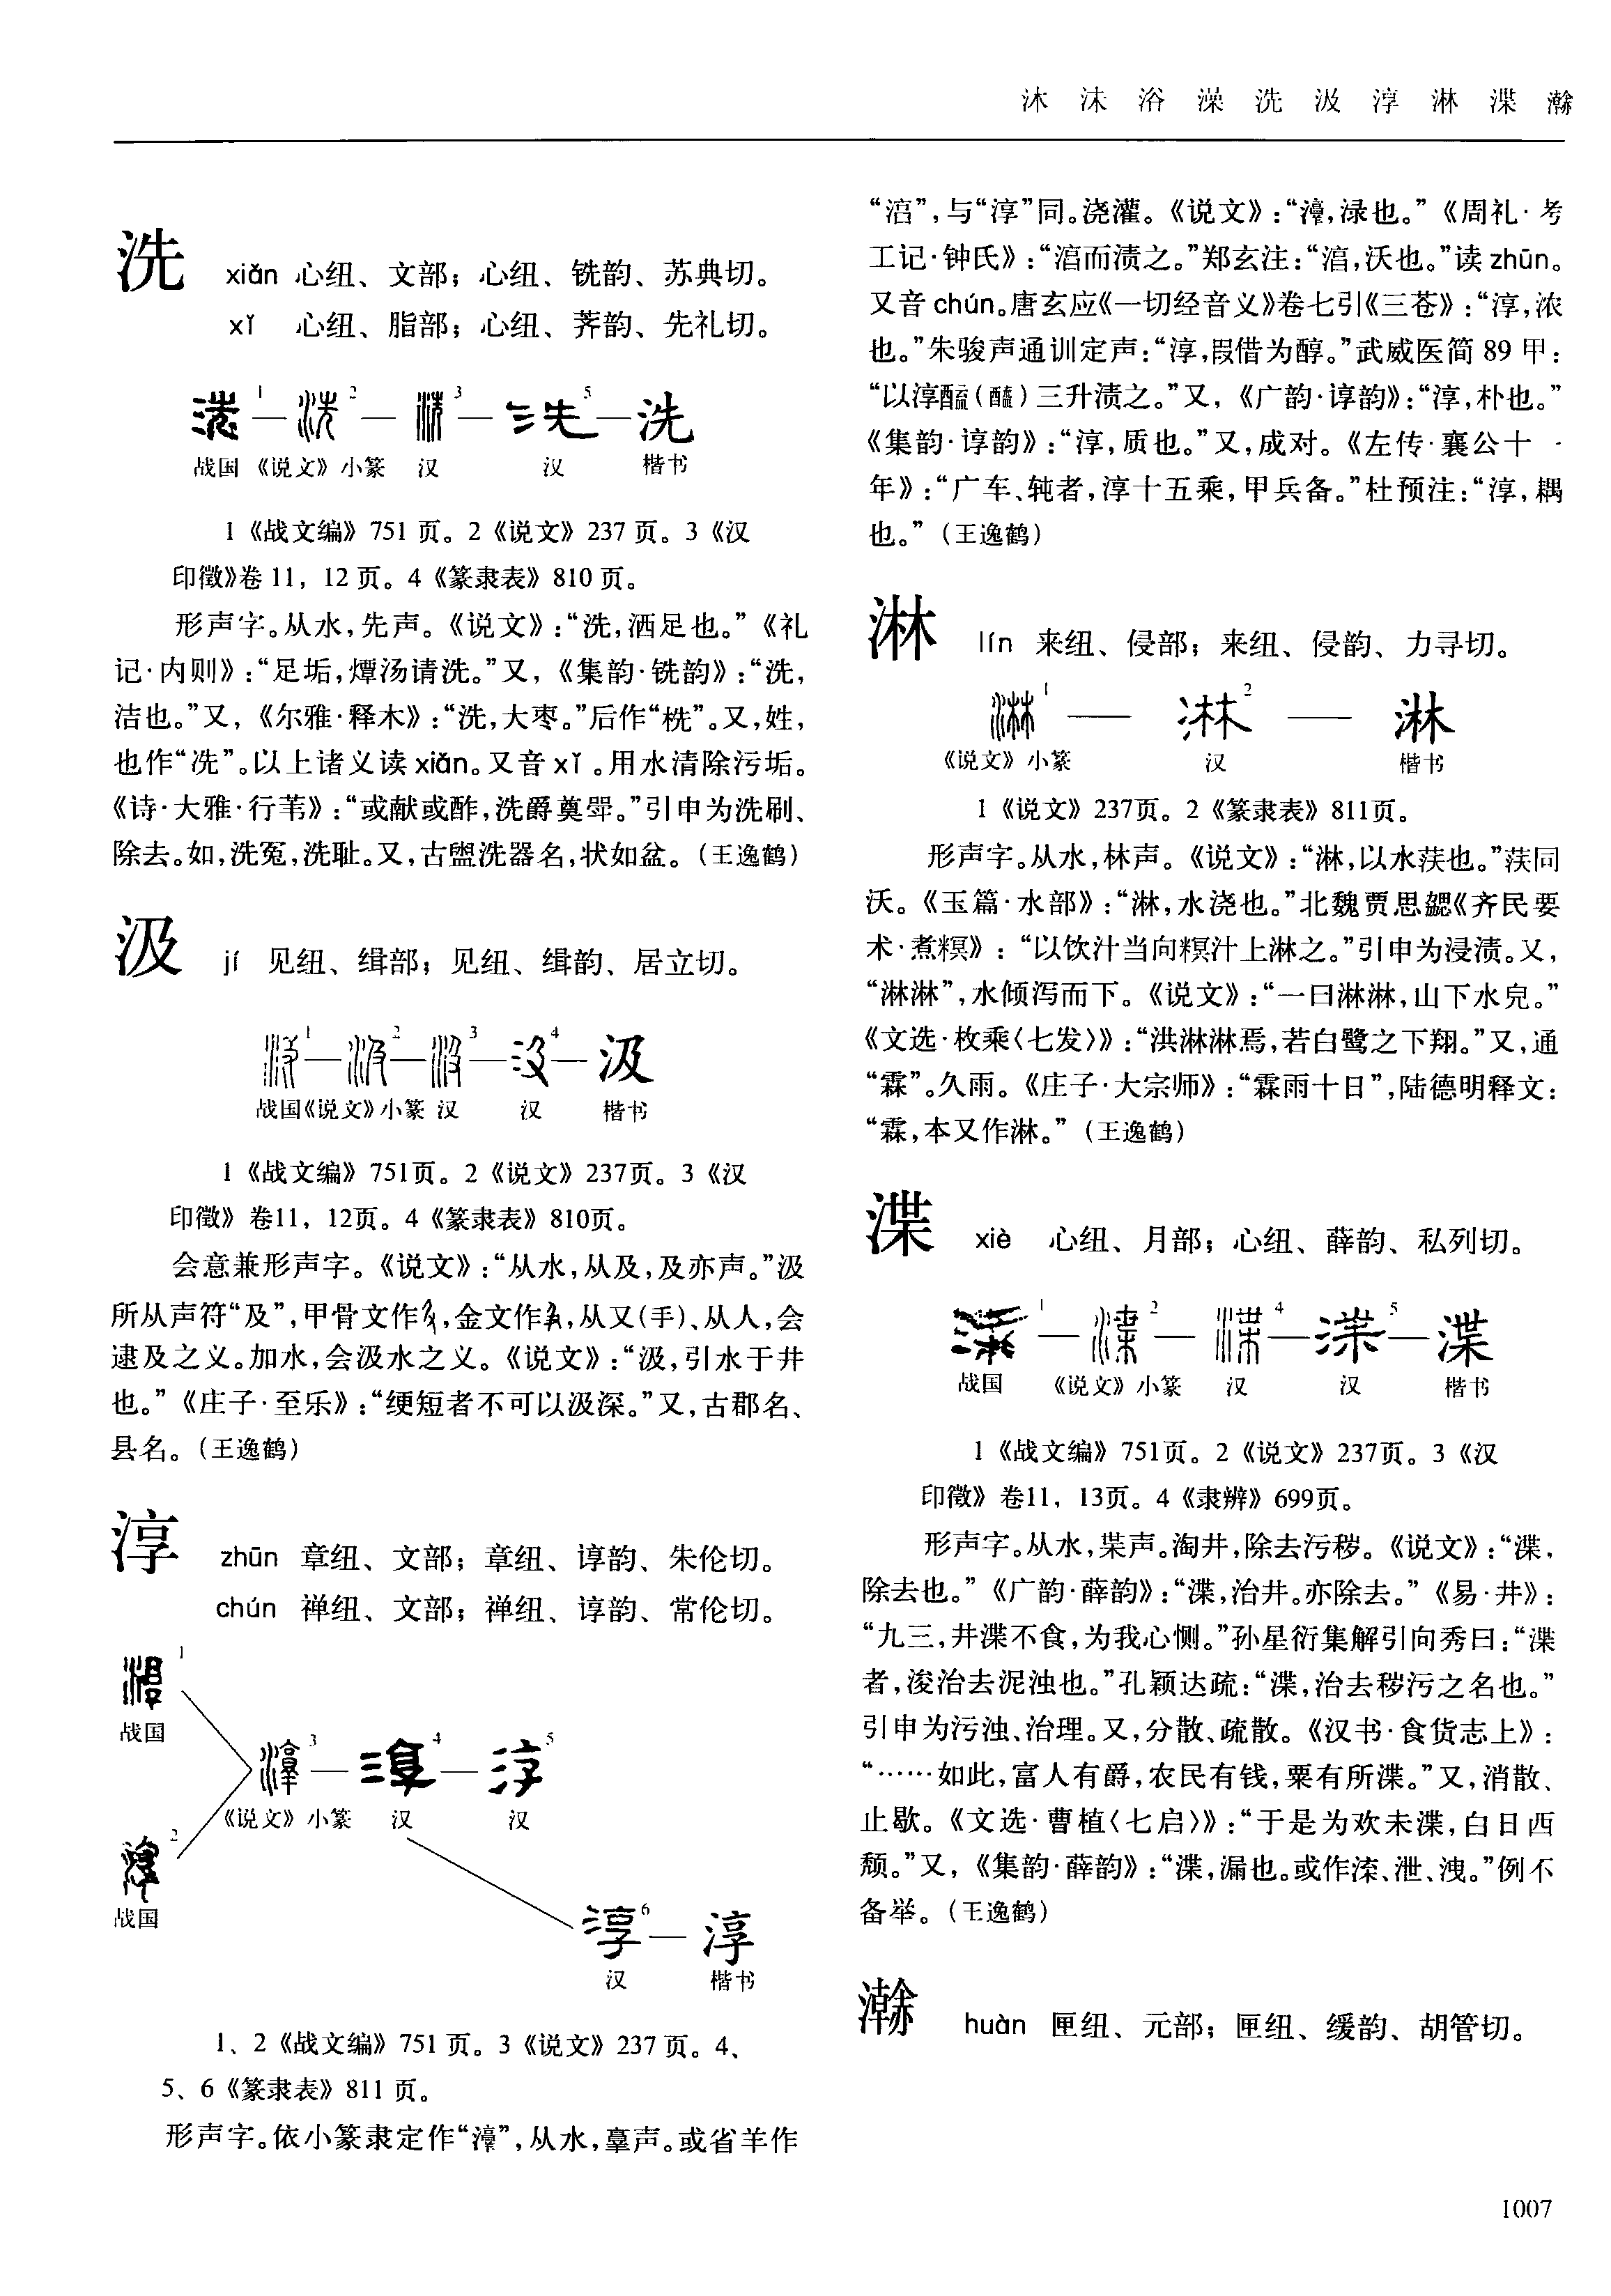 沐 沫 浴 澡 洗 汲 淳 淋 渫 瀚
洗 xiǎn 心纽、文部；心纽、铣韵、苏典切。
xǐ 心纽、脂部；心纽、荠韵、先礼切。
1 — 2 — 3 — 5 — 洗
战国 《说文》小篆 汉 汉 楷书
1《战文编》751 页。2《说文》237 页。3《汉
印徵》卷 11，12 页。4《篆隶表》810 页。
形声字。从水，先声。《说文》：“洗，洒足也。”《礼
记·内则》：“足垢，燂汤请洗。”又，《集韵·铣韵》：“洗，
洁也。”又，《尔雅·释木》：“洗，大枣。”后作“㭠”。又，姓，
也作“冼”。以上诸义读 xiǎn。又音 xǐ。用水清除污垢。
《诗·大雅·行苇》：“或献或酢，洗爵奠斝。”引申为洗刷、
除去。如，洗冤，洗耻。又，古盥洗器名，状如盆。（王逸鹤）
汲 jí 见纽、缉部；见纽、缉韵、居立切。
1 — 2 — 3 — 4 — 汲
战国《说文》小篆 汉 汉 楷书
1《战文编》751页。2《说文》237页。3《汉
印徵》卷11，12页。4《篆隶表》810页。
会意兼形声字。《说文》：“从水，从及，及亦声。”汲
所从声符“及”，甲骨文作，金文作，从又（手）、从人，会
逮及之义。加水，会汲水之义。《说文》：“汲，引水于井
也。”《庄子·至乐》：“绠短者不可以汲深。”又，古郡名、
县名。（王逸鹤）
淳 zhūn 章纽、文部；章纽、谆韵、朱伦切。
chún 禅纽、文部；禅纽、谆韵、常伦切。
1
战国
3 — 4 — 5
《说文》小篆 汉 汉
2
战国
6 — 淳
汉 楷书
1、2《战文编》751 页。3《说文》237 页。4、
5、6《篆隶表》811 页。
形声字。依小篆隶定作“𣶏”，从水，𦎧声。或省羊作
“涫”，与“淳”同。浇灌。《说文》：“𣶏，渌也。”《周礼·考
工记·钟氏》：“涫而渍之。”郑玄注：“涫，沃也。”读 zhūn。
又音 chún。唐玄应《一切经音义》卷七引《三苍》：“淳，浓
也。”朱骏声通训定声：“淳，叚借为醇。”武威医简 89 甲：
“以淳（醯）三升渍之。”又，《广韵·谆韵》：“淳，朴也。”
《集韵·谆韵》：“淳，质也。”又，成对。《左传·襄公十一
年》：“广车、轨者，淳十五乘，甲兵备。”杜预注：“淳，耦
也。”（王逸鹤）
淋 lín 来纽、侵部；来纽、侵韵、力寻切。
1 — 2 — 淋
《说文》小篆 汉 楷书
1《说文》237页。2《篆隶表》811页。
形声字。从水，林声。《说文》：“淋，以水䓇也。”䓇同
沃。《玉篇·水部》：“淋，水浇也。”北魏贾思勰《齐民要
术·煮糗》：“以饮汁当向糗汁上淋之。”引申为浸渍。又，
“淋淋”，水倾泻而下。《说文》：“一曰淋淋，山下水皃。”
《文选·枚乘〈七发〉》：“洪淋淋焉，若白鹭之下翔。”又，通
“霖”。久雨。《庄子·大宗师》：“霖雨十日”，陆德明释文：
“霖，本又作淋。”（王逸鹤）
渫 xiè 心纽、月部；心纽、薛韵、私列切。
1 — 2 — 4 — 5 — 渫
战国 《说文》小篆 汉 汉 楷书
1《战文编》751页。2《说文》237页。3《汉
印徵》卷11，13页。4《隶辨》699页。
形声字。从水，枼声。淘井，除去污秽。《说文》：“渫，
除去也。”《广韵·薛韵》：“渫，治井。亦除去。”《易·井》：
“九三，井渫不食，为我心恻。”孙星衍集解引向秀曰：“渫
者，浚治去泥浊也。”孔颖达疏：“渫，治去秽污之名也。”
引申为污浊、治理。又，分散、疏散。《汉书·食货志上》：
“……如此，富人有爵，农民有钱，粟有所渫。”又，消散、
止歇。《文选·曹植〈七启〉》：“于是为欢未渫，白日西
颓。”又，《集韵·薛韵》：“渫，漏也。或作渿、泄、洩。”例不
备举。（王逸鹤）
瀚 huàn 匣纽、元部；匣纽、缓韵、胡管切。
1007